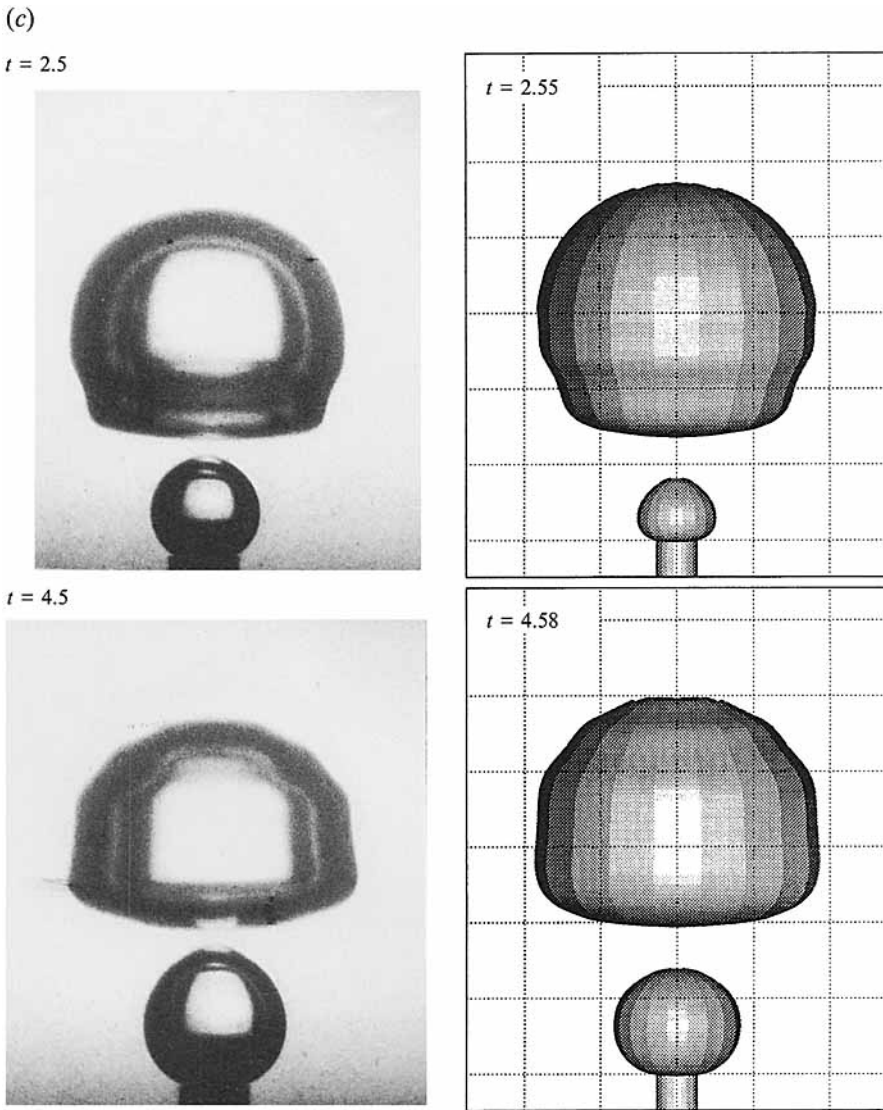 (c)
t = 2.5
t = 2.55
t = 4.5
t = 4.58